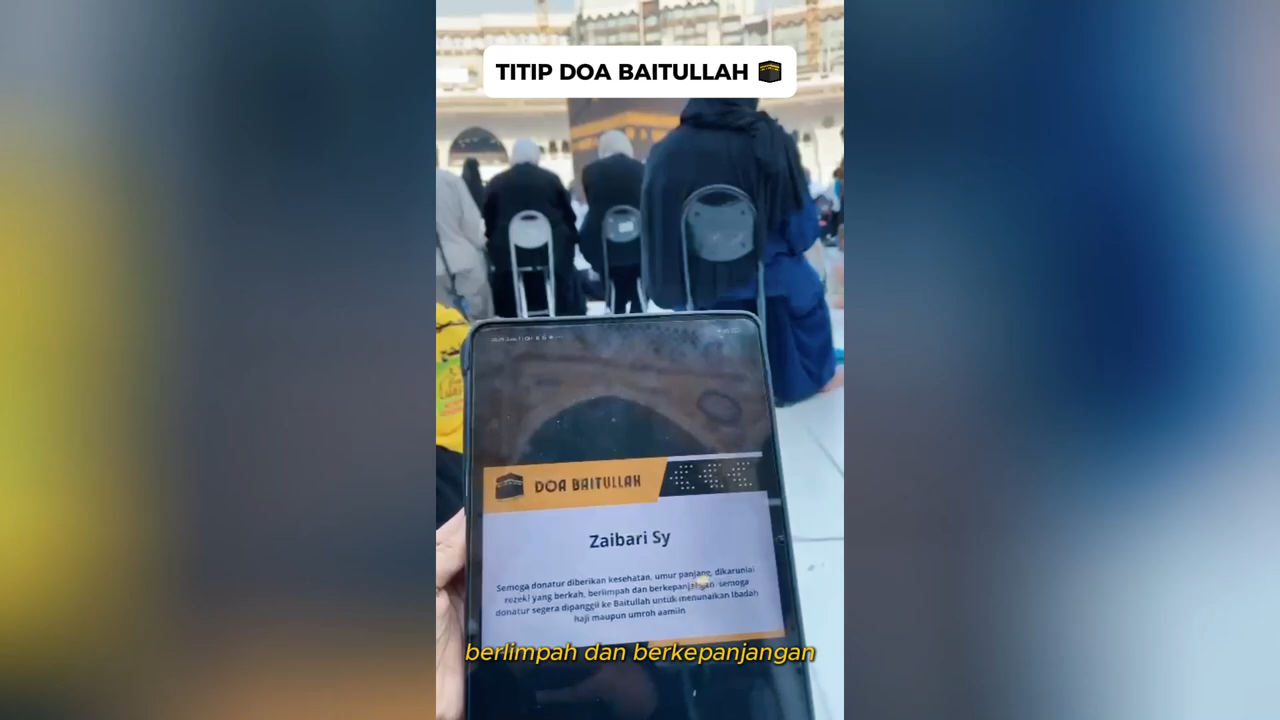 TITIP DOA BAITULLAH 🕋
DOA BAITULLAH
Zaibari Sy
Semoga donatur diberikan kesehatan, umur panjang, dikaruniai
rezeki yang berkah, berlimpah dan berkepanjangan. semoga
donatur segera dipanggil ke Baitullah untuk menunaikan ibadah
haji maupun umroh aamiin
berlimpah dan berkepanjangan